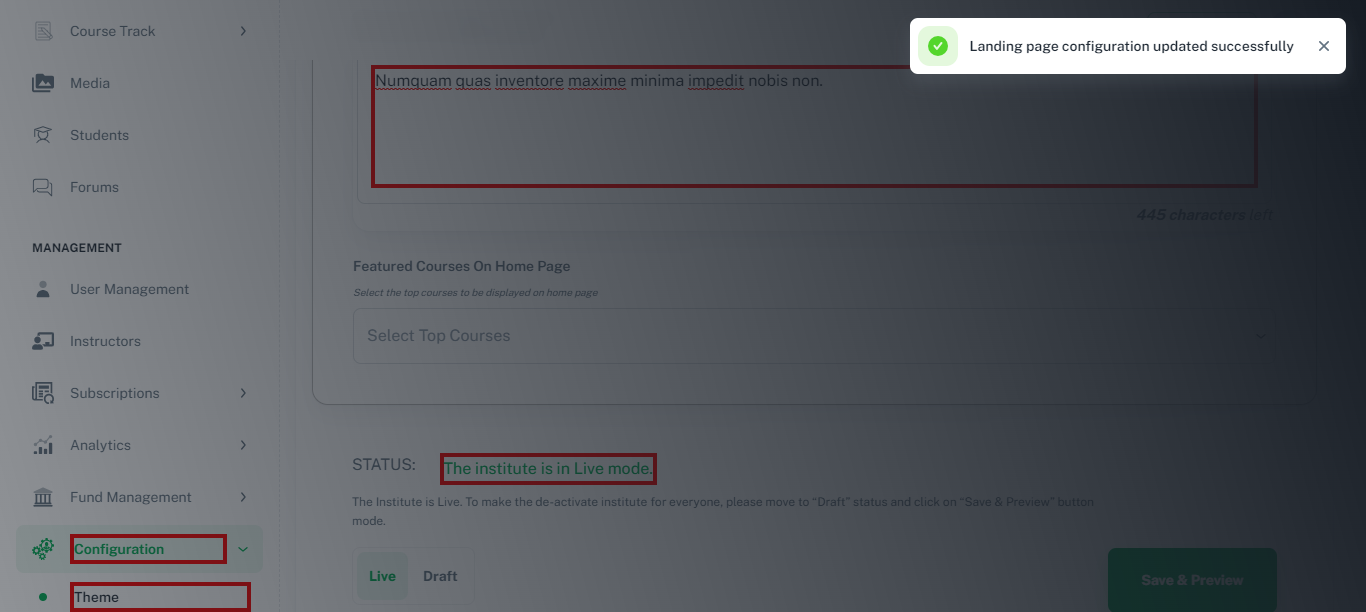 Course Track
Media
Students
Forums
MANAGEMENT
User Management
Instructors
Subscriptions
Analytics
Fund Management
Configuration
Theme
Landing page configuration updated successfully
Numquam quas inventore maxime minima impedit nobis non.
445 characters left
Featured Courses On Home Page
Select the top courses to be displayed on home page
Select Top Courses
STATUS: The institute is in Live mode.
The Institute is Live. To make the de-activate institute for everyone, please move to “Draft” status and click on “Save & Preview” button
mode.
Live Draft
Save & Preview